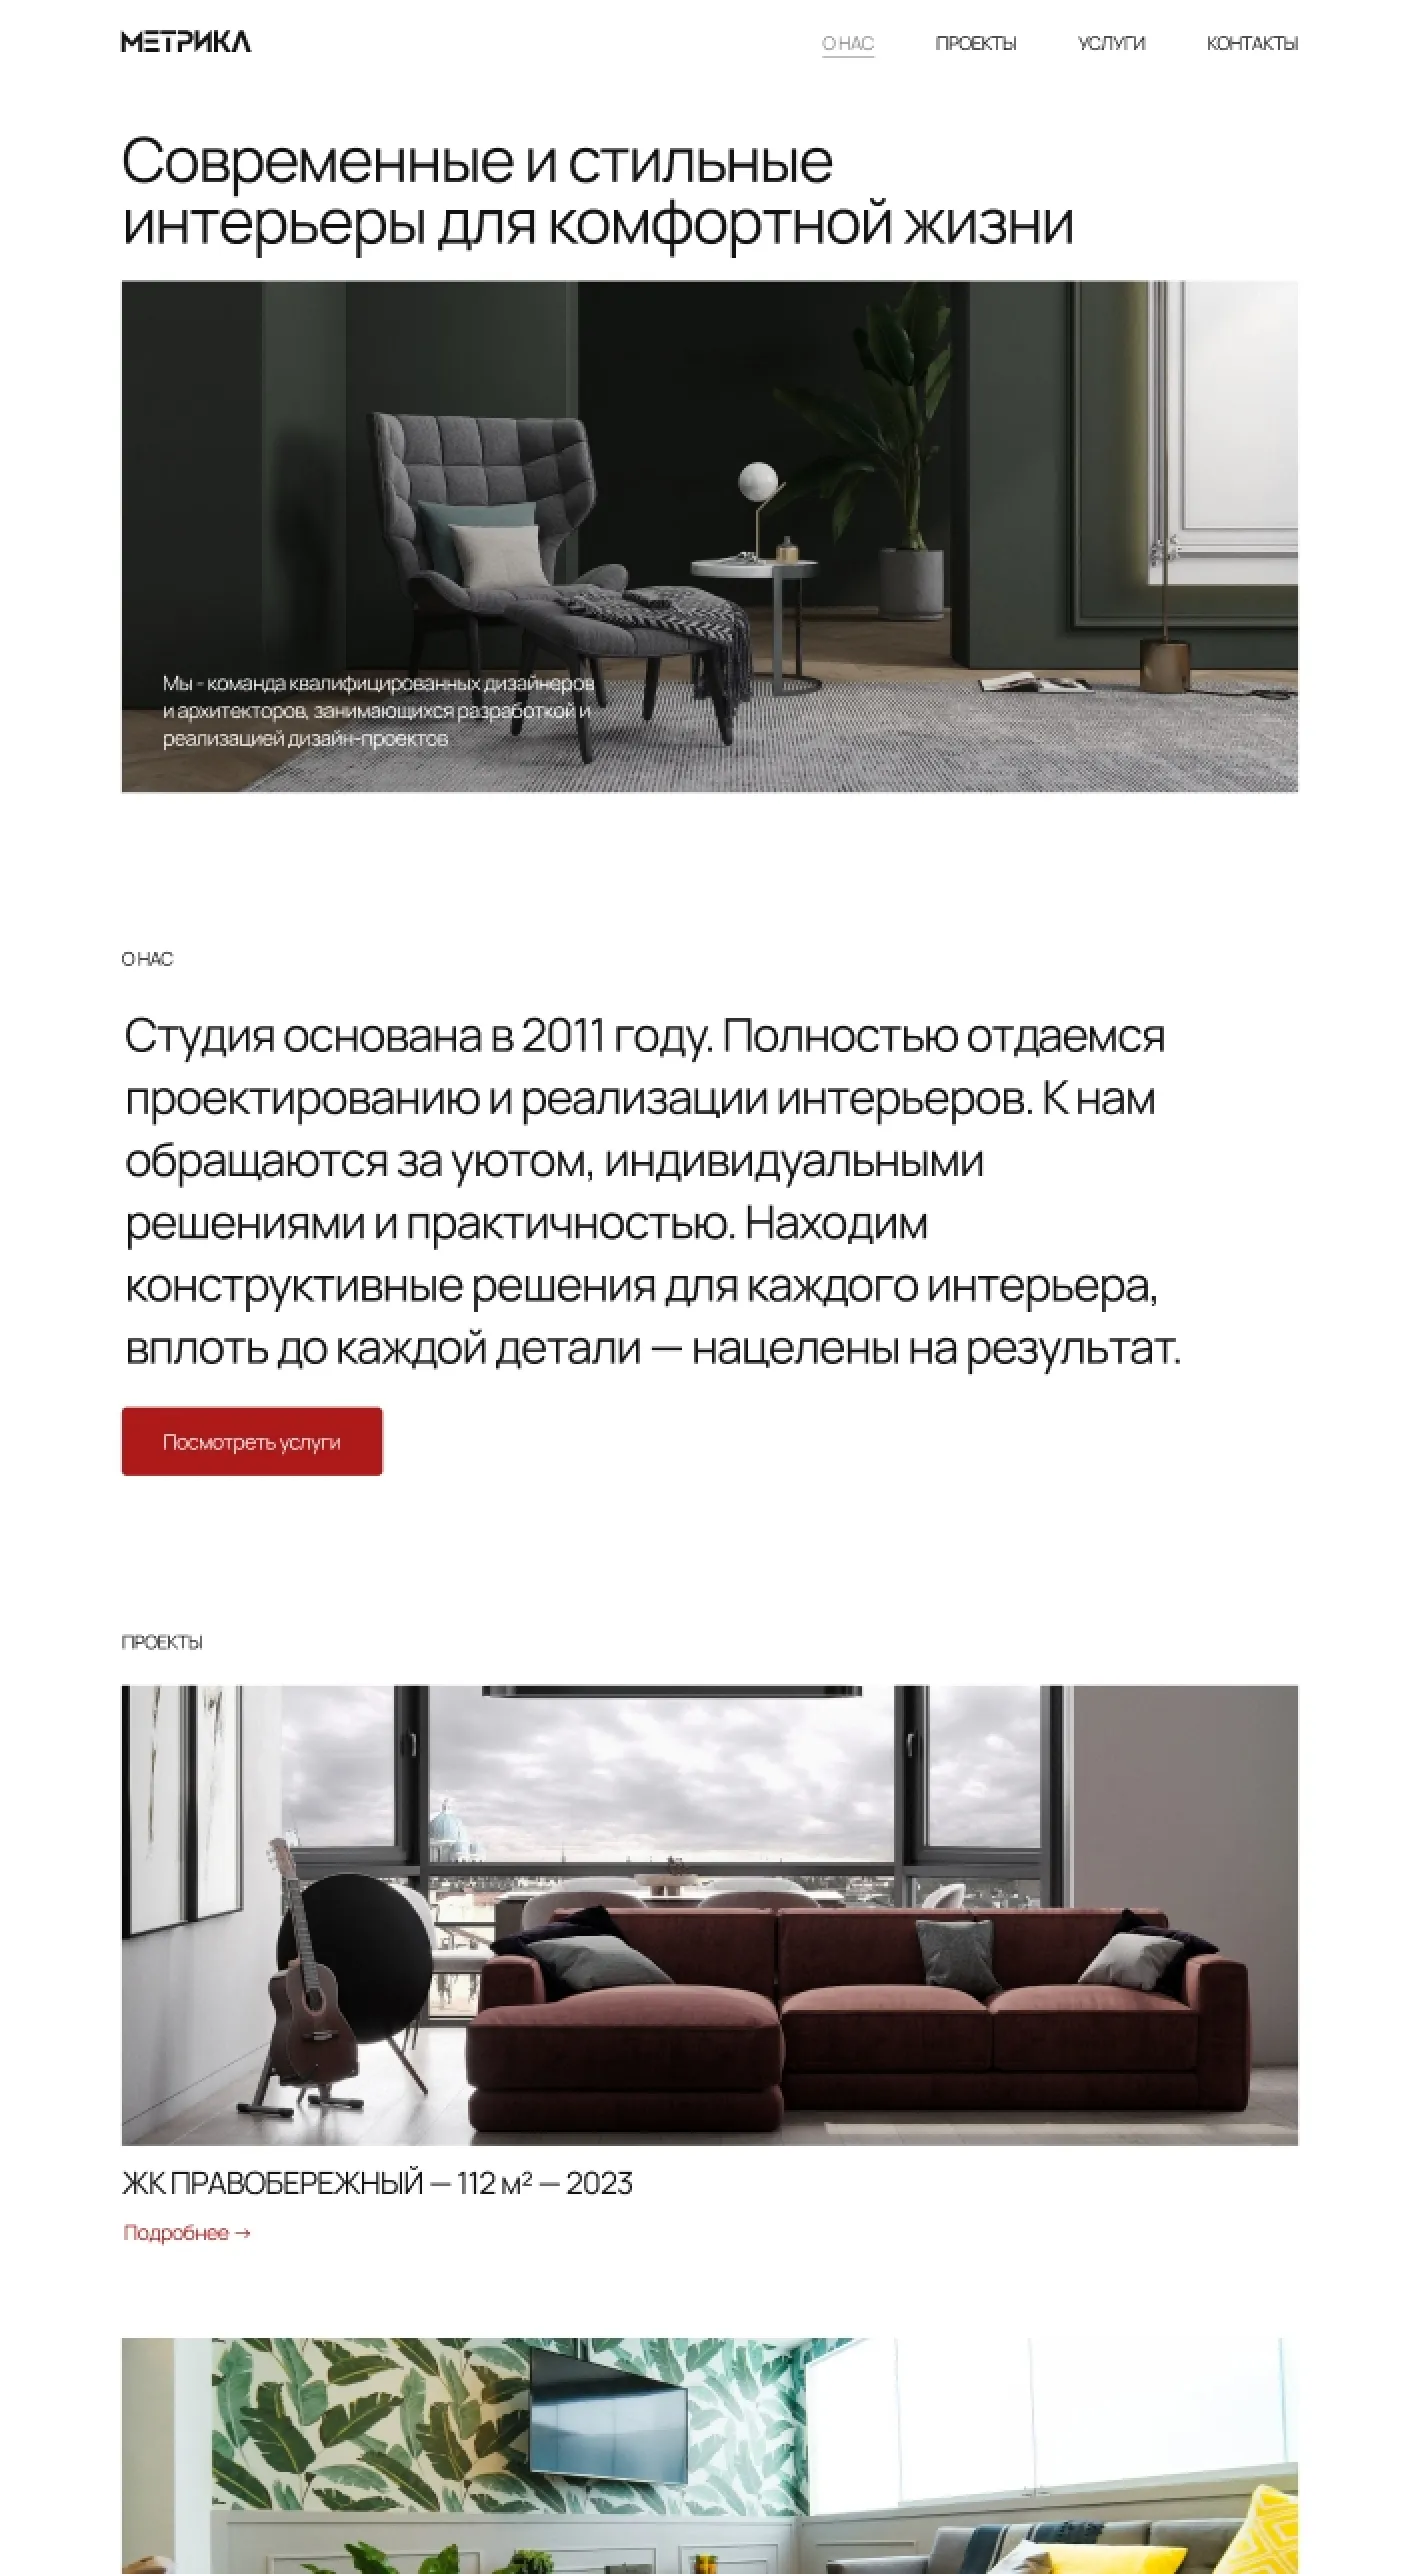 МЕТРИКА
О НАС ПРОЕКТЫ УСЛУГИ КОНТАКТЫ
Современные и стильные
интерьеры для комфортной жизни
Мы - команда квалифицированных дизайнеров
и архитекторов, занимающихся разработкой и
реализацией дизайн-проектов
О НАС
Студия основана в 2011 году. Полностью отдаемся
проектированию и реализации интерьеров. К нам
обращаются за уютом, индивидуальными
решениями и практичностью. Находим
конструктивные решения для каждого интерьера,
вплоть до каждой детали — нацелены на результат.
Посмотреть услуги
ПРОЕКТЫ
ЖК ПРАВОБЕРЕЖНЫЙ — 112 м² — 2023
Подробнее →